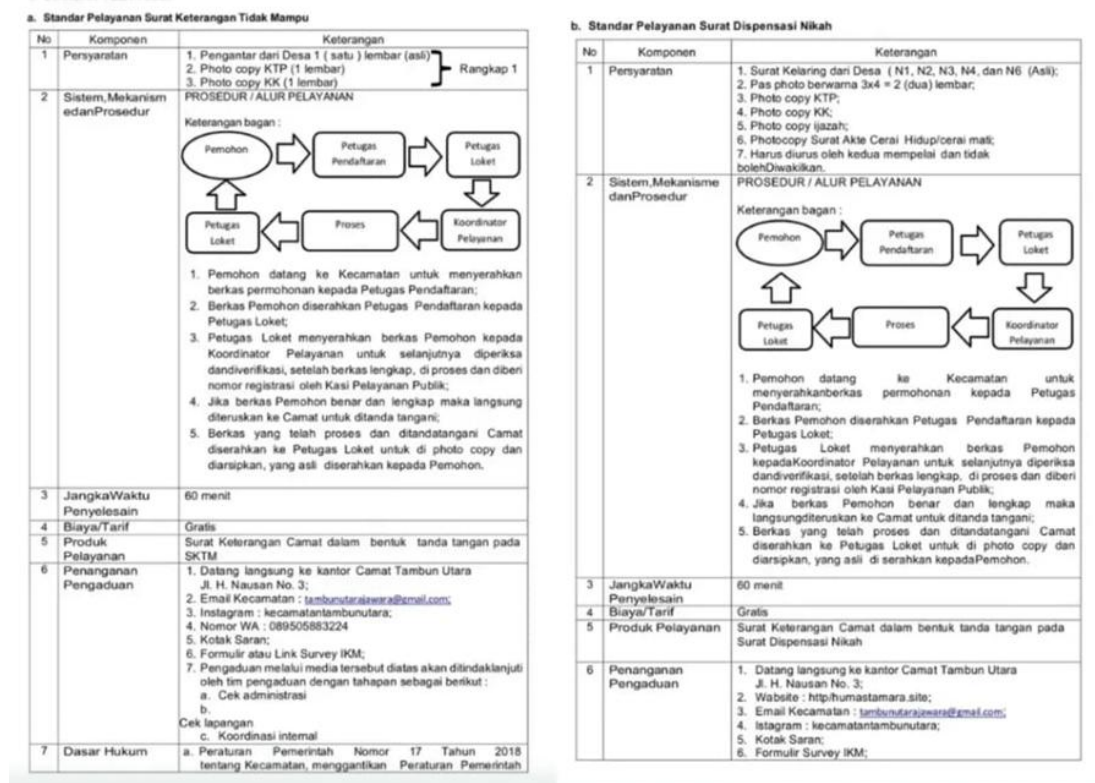 a. Standar Pelayanan Surat Keterangan Tidak Mampu
No Komponen Keterangan
1 Persyaratan 1. Pengantar dari Desa 1 ( satu ) lembar (asli)
2. Photo copy KTP (1 lembar) Rangkap 1
3. Photo copy KK (1 lembar)
2 Sistem,Mekanism PROSEDUR / ALUR PELAYANAN
edanProsedur
Keterangan bagan :
Pemohon Petugas Pendaftaran Petugas Loket
Petugas Loket Proses Koordinator Pelayanan
1. Pemohon datang ke Kecamatan untuk menyerahkan
berkas permohonan kepada Petugas Pendaftaran;
2. Berkas Pemohon diserahkan Petugas Pendaftaran kepada
Petugas Loket;
3. Petugas Loket menyerahkan berkas Pemohon kepada
Koordinator Pelayanan untuk selanjutnya diperiksa
dandiverifikasi, setelah berkas lengkap, di proses dan diberi
nomor registrasi oleh Kasi Pelayanan Publik;
4. Jika berkas Pemohon benar dan lengkap maka langsung
diteruskan ke Camat untuk ditanda tangani;
5. Berkas yang telah proses dan ditandatangani Camat
diserahkan ke Petugas Loket untuk di photo copy dan
diarsipkan, yang asli diserahkan kepada Pemohon.
3 JangkaWaktu 60 menit
Penyelesain
4 Biaya/Tarif Gratis
5 Produk Surat Keterangan Camat dalam bentuk tanda tangan pada
Pelayanan SKTM
6 Penanganan 1. Datang langsung ke kantor Camat Tambun Utara
Pengaduan Jl. H. Nausan No. 3;
2. Email Kecamatan : tambunutarajawara@gmail.com;
3. Instagram : kecamatantambunutara;
4. Nomor WA : 089505883224
5. Kotak Saran;
6. Formulir atau Link Survey IKM;
7. Pengaduan melalui media tersebut diatas akan ditindaklanjuti
oleh tim pengaduan dengan tahapan sebagai berikut :
a. Cek administrasi
b.
Cek lapangan
c. Koordinasi internal
7 Dasar Hukum a. Peraturan Pemerintah Nomor 17 Tahun 2018
tentang Kecamatan, menggantikan Peraturan Pemerintah
b. Standar Pelayanan Surat Dispensasi Nikah
No Komponen Keterangan
1 Persyaratan 1. Surat Kelaring dari Desa ( N1, N2, N3, N4, dan N6 (Asli);
2. Pas photo berwarna 3x4 = 2 (dua) lembar;
3. Photo copy KTP;
4. Photo copy KK;
5. Photo copy ijazah;
6. Photocopy Surat Akte Cerai Hidup/cerai mati;
7. Harus diurus oleh kedua mempelai dan tidak
bolehDiwakilkan.
2 Sistem,Mekanisme PROSEDUR / ALUR PELAYANAN
danProsedur
Keterangan bagan :
Pemohon Petugas Pendaftaran Petugas Loket
Petugas Loket Proses Koordinator Pelayanan
1. Pemohon datang ke Kecamatan untuk
menyerahkanberkas permohonan kepada Petugas
Pendaftaran;
2. Berkas Pemohon diserahkan Petugas Pendaftaran kepada
Petugas Loket;
3. Petugas Loket menyerahkan berkas Pemohon
kepadaKoordinator Pelayanan untuk selanjutnya diperiksa
dandiverifikasi, setelah berkas lengkap, di proses dan diberi
nomor registrasi oleh Kasi Pelayanan Publik;
4. Jika berkas Pemohon benar dan lengkap maka
langsungditeruskan ke Camat untuk ditanda tangani;
5. Berkas yang telah proses dan ditandatangani Camat
diserahkan ke Petugas Loket untuk di photo copy dan
diarsipkan, yang asli di serahkan kepadaPemohon.
3 JangkaWaktu 60 menit
Penyelesain
4 Biaya/Tarif Gratis
5 Produk Pelayanan Surat Keterangan Camat dalam bentuk tanda tangan pada
Surat Dispensasi Nikah
6 Penanganan 1. Datang langsung ke kantor Camat Tambun Utara
Pengaduan Jl. H. Nausan No. 3;
2. Wabsite : http/humastamara.site;
3. Email Kecamatan : tambunutarajawara@gmail.com;
4. Istagram : kecamatantambunutara;
5. Kotak Saran;
6. Formulir Survey IKM;